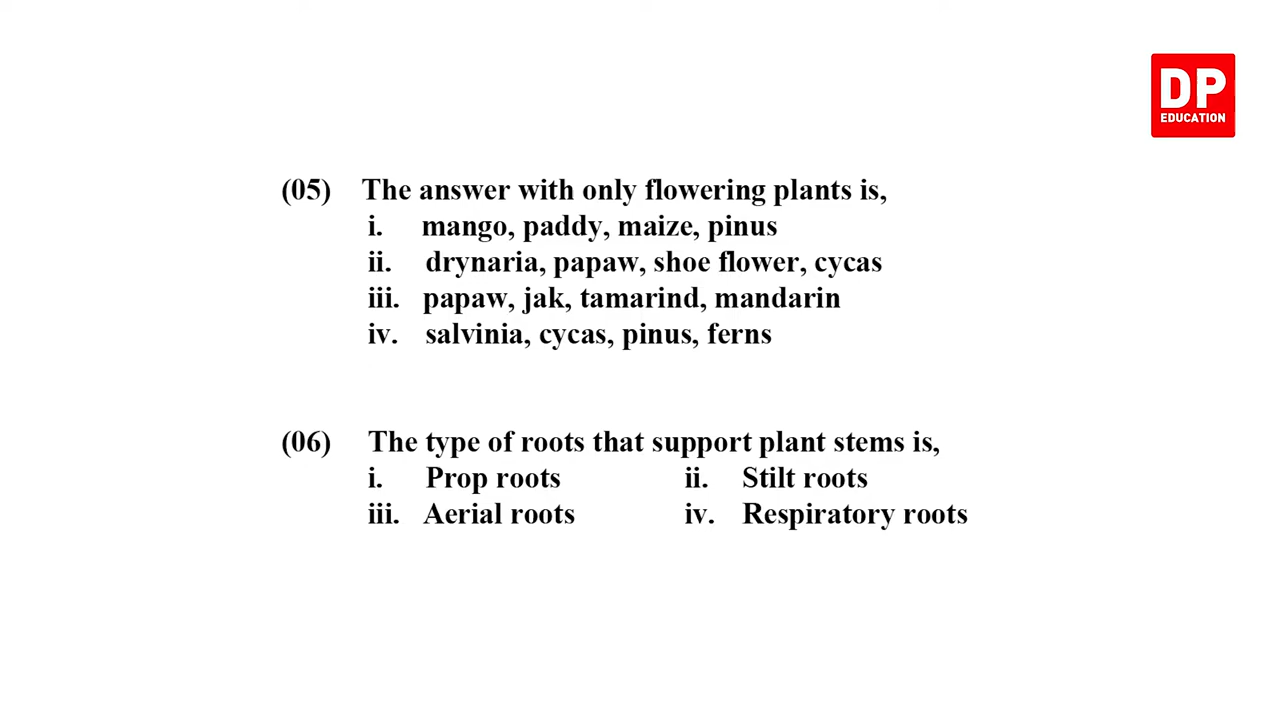 DP
EDUCATION
(05) The answer with only flowering plants is,
i. mango, paddy, maize, pinus
ii. drynaria, papaw, shoe flower, cycas
iii. papaw, jak, tamarind, mandarin
iv. salvinia, cycas, pinus, ferns
(06) The type of roots that support plant stems is,
i. Prop roots ii. Stilt roots
iii. Aerial roots iv. Respiratory roots